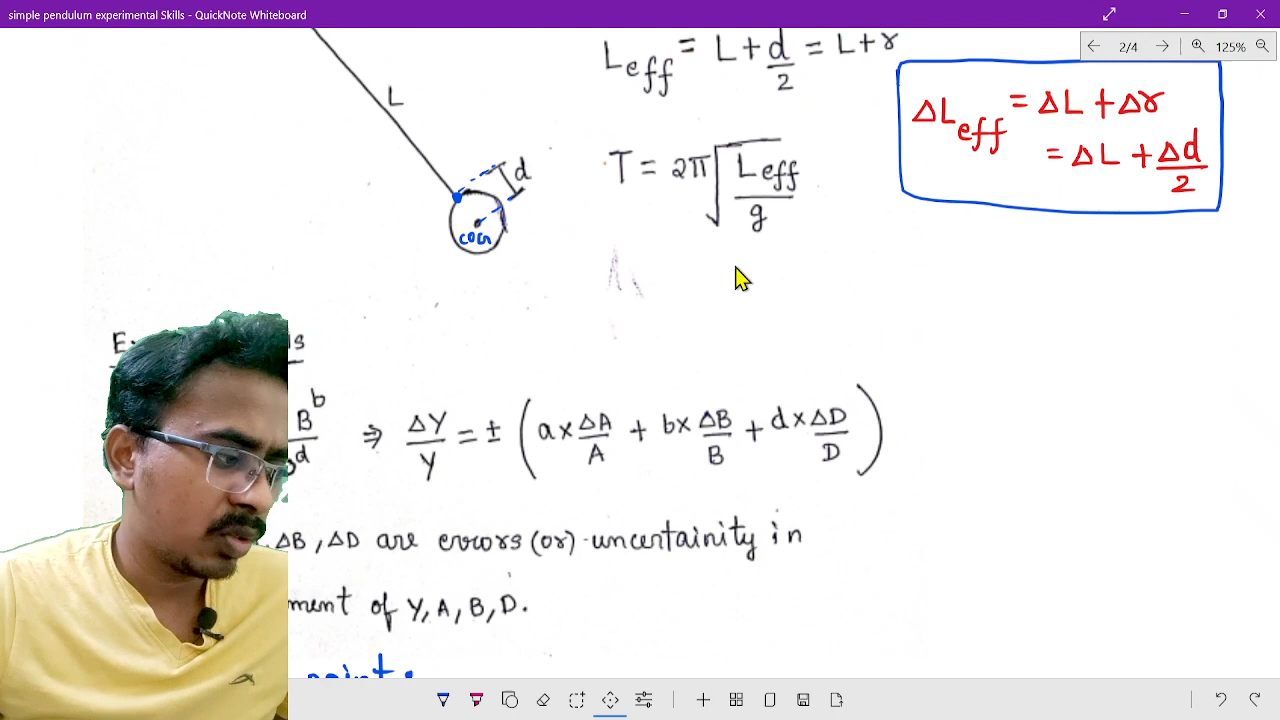 simple pendulum experimental Skills - QuickNote Whiteboard
2/4
125%
L
d
COG
L_eff = L + d/2 = L + r
T = 2π√(L_eff/g)
ΔL_eff = ΔL + Δr
= ΔL + Δd/2
B^b
d
⇒ ΔY/Y = ± (a × ΔA/A + b × ΔB/B + d × ΔD/D)
ΔB, ΔD are errors (or) uncertainity in
ment of Y, A, B, D.